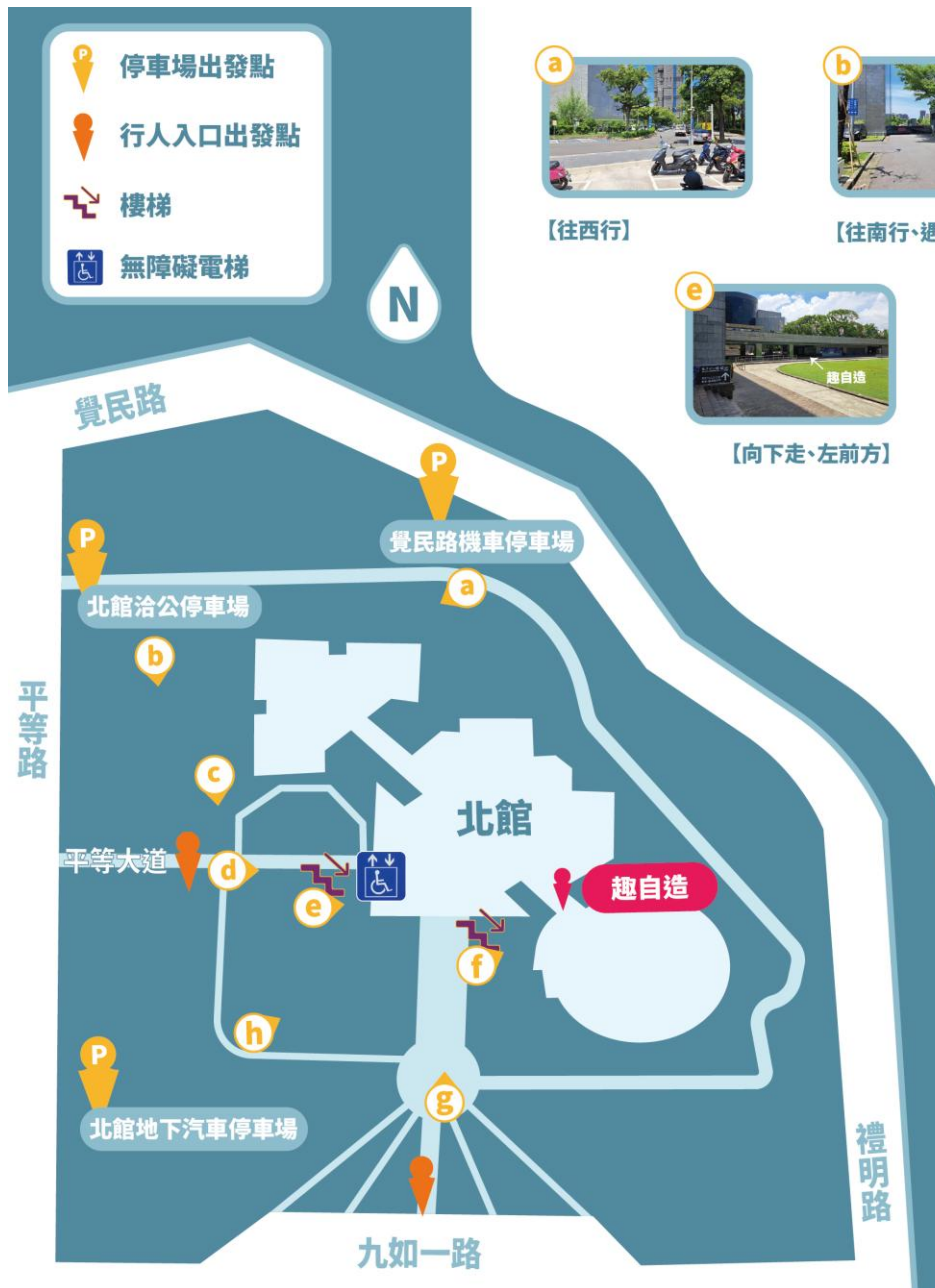 P
停車場出發點
行人入口出發點
樓梯
無障礙電梯
N
a
【往西行】
b
【往南行、遇
e
趣自造
【向下走、左前方】
覺民路
P
覺民路機車停車場
a
P
北館洽公停車場
b
平等路
c
北館
平等大道
d
e
趣自造
f
h
g
P
北館地下汽車停車場
禮明路
九如一路